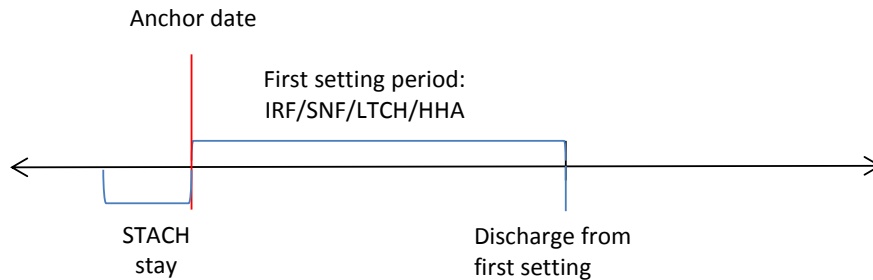 Anchor date
First setting period:
IRF/SNF/LTCH/HHA
STACH
stay
Discharge from
first setting